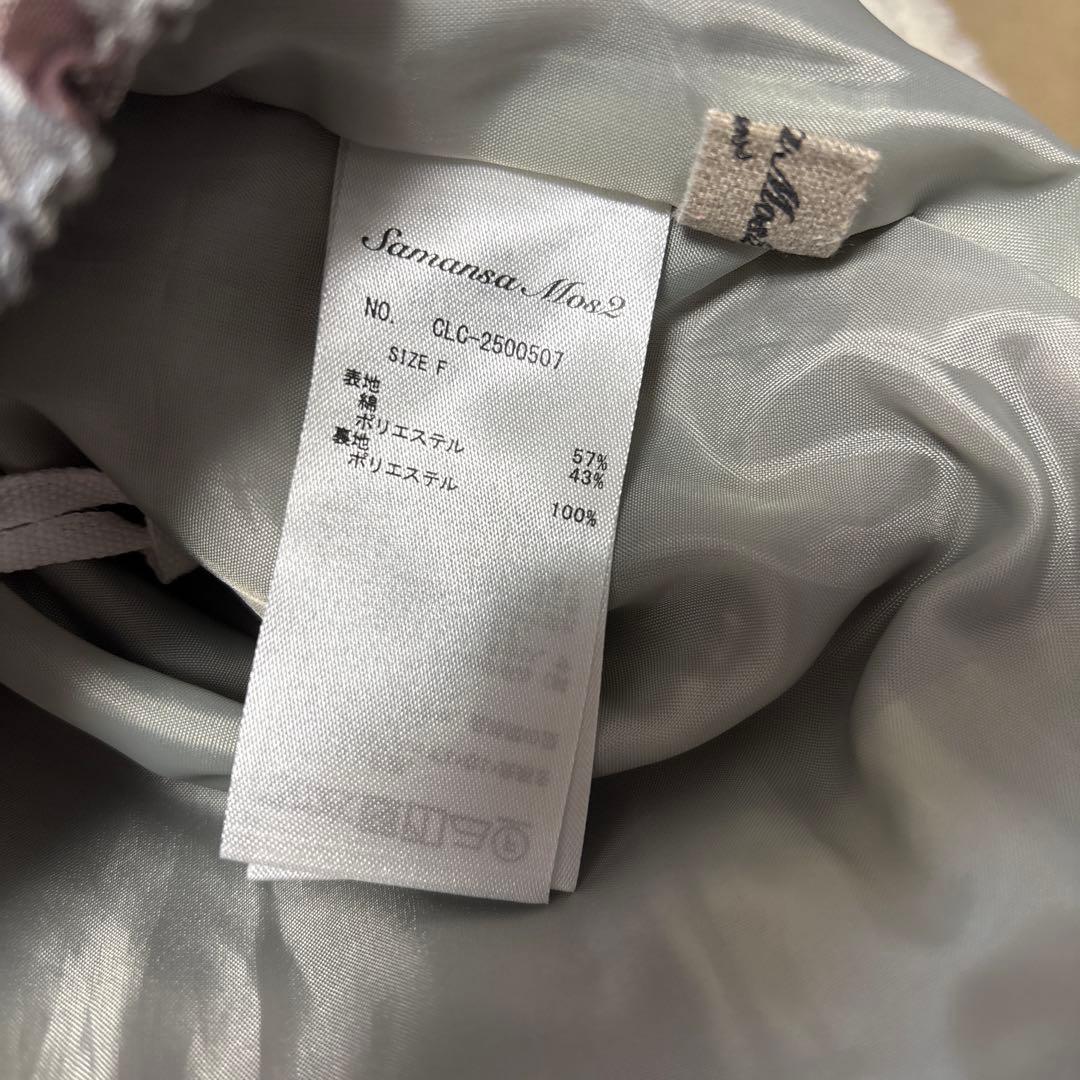 Samansa Mos2
NO. CLC-2500507
SIZE F
表地
綿 57%
ポリエステル 43%
裏地
ポリエステル 100%